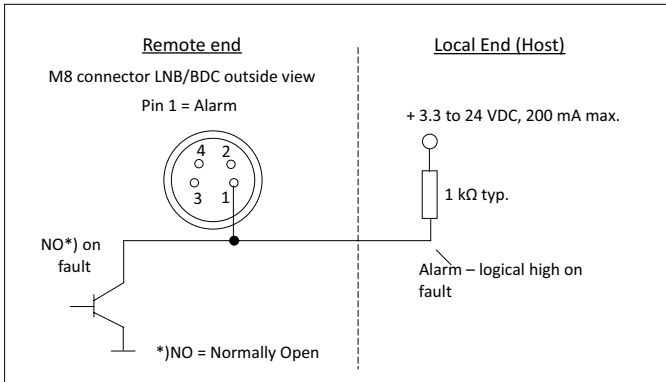 Remote end
M8 connector LNB/BDC outside view
Pin 1 = Alarm
4 2
3 1
NO*) on
fault
*)NO = Normally Open
Local End (Host)
+ 3.3 to 24 VDC, 200 mA max.
1 kΩ typ.
Alarm – logical high on
fault